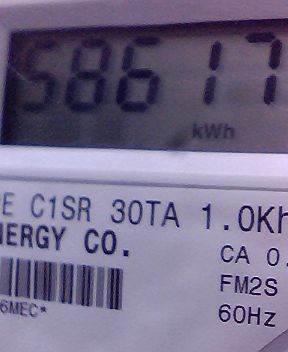 58617
kWh
E C1SR 30TA 1.0Kh
NERGY CO.
CA 0.
FM2S
60Hz
6MEC*